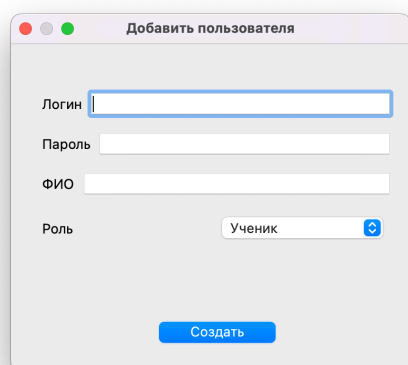 Добавить пользователя
Логин
Пароль
ФИО
Роль Ученик
Создать